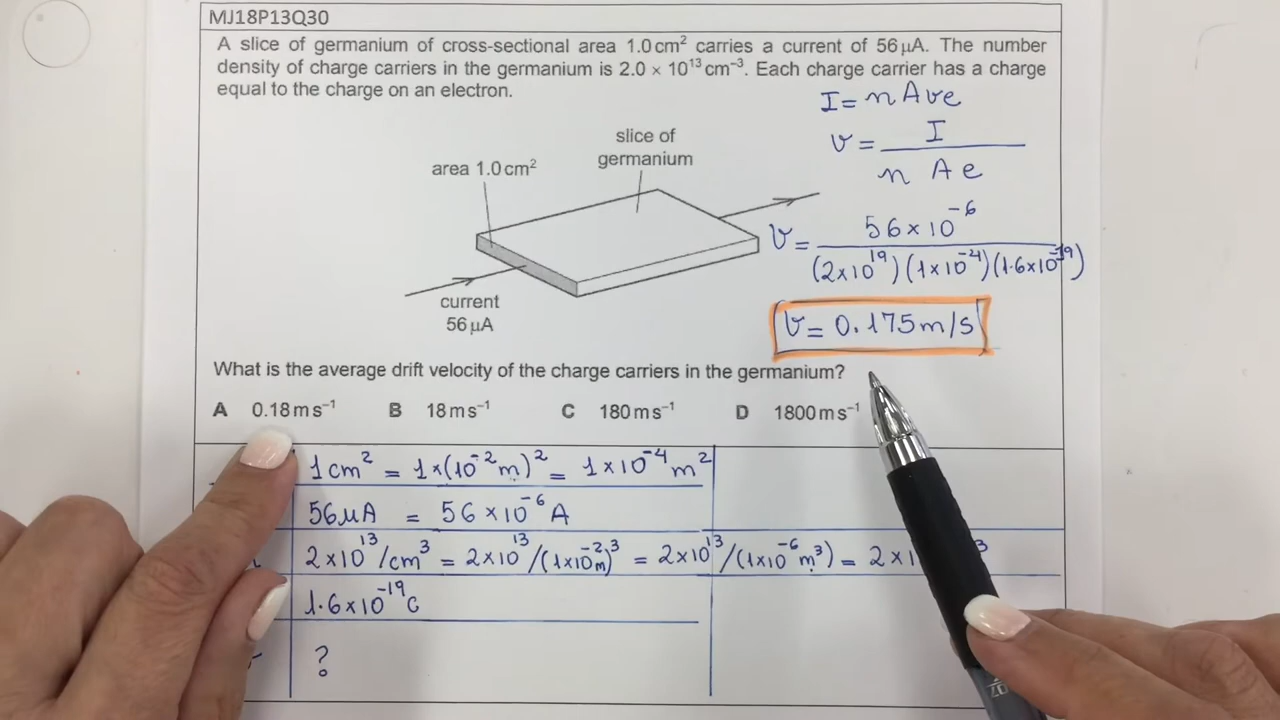 MJ18P13Q30
A slice of germanium of cross-sectional area 1.0 cm² carries a current of 56 μA. The number
density of charge carriers in the germanium is 2.0 × 10¹³ cm⁻³. Each charge carrier has a charge
equal to the charge on an electron.
I = n A v e
v = I / n A e
slice of
germanium
area 1.0 cm²
v = 56×10⁻⁶ / (2×10¹⁹)(1×10⁻⁴)(1.6×10⁻¹⁹)
current
56 μA
v = 0.175 m/s
What is the average drift velocity of the charge carriers in the germanium?
A 0.18 m s⁻¹ B 18 m s⁻¹ C 180 m s⁻¹ D 1800 m s⁻¹
1 cm² = 1×(10⁻² m)² = 1×10⁻⁴ m²
56 μA = 56×10⁻⁶ A
2×10¹³/cm³ = 2×10¹³/(1×10⁻² m)³ = 2×10¹³/(1×10⁻⁶ m³) = 2×1
1.6×10⁻¹⁹ C
?